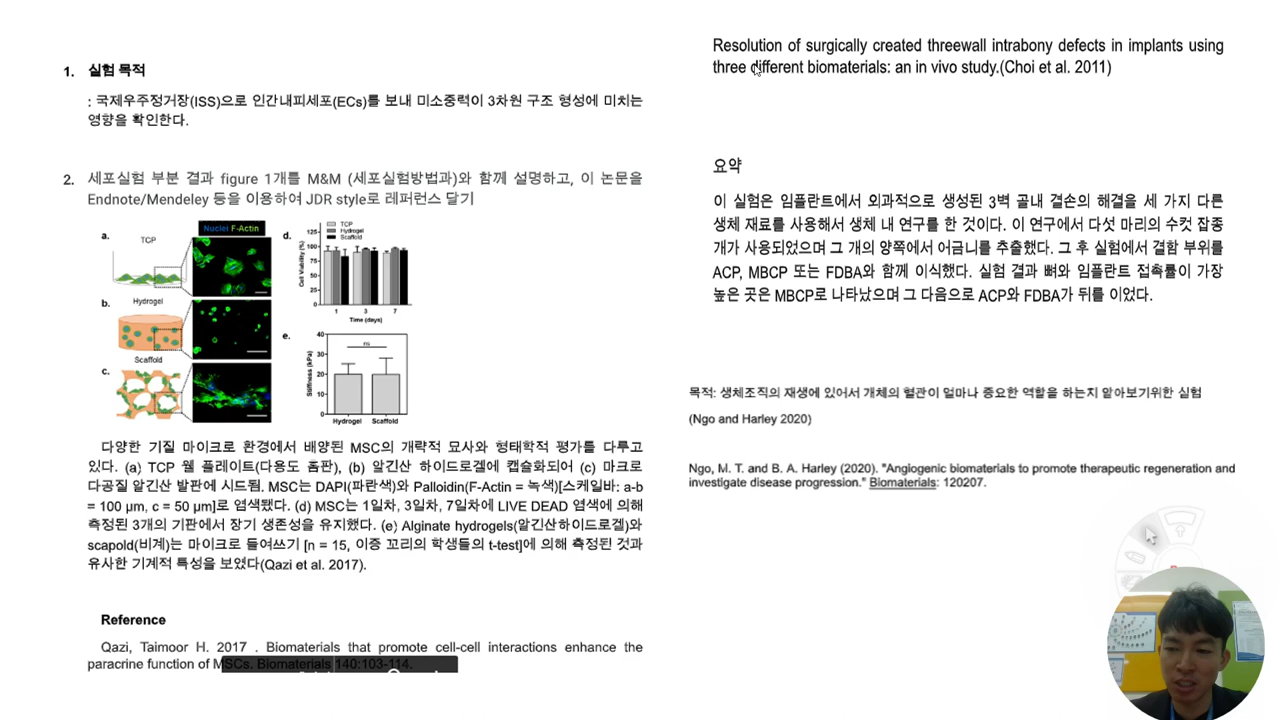 1. 실험 목적
: 국제우주정거장(ISS)으로 인간내피세포(ECs)를 보내 미소중력이 3차원 구조 형성에 미치는
영향을 확인한다.
2. 세포실험 부분 결과 figure 1개를 M&M (세포실험방법과)와 함께 설명하고, 이 논문을
Endnote/Mendeley 등을 이용하여 JDR style로 레퍼런스 달기
a.
TCP
Nuclei F-Actin
b.
Hydrogel
Scaffold
c.
d.
TCP
Hydrogel
Scaffold
Cell Viability (%)
125
100
75
50
25
0
1 3 7
Time (days)
e.
Stiffness (kPa)
40
30
20
10
0
ns
Hydrogel Scaffold
다양한 기질 마이크로 환경에서 배양된 MSC의 개략적 묘사와 형태학적 평가를 다루고
있다. (a) TCP 웰 플레이트(다용도 홈판), (b) 알긴산 하이드로겔에 캡슐화되어 (c) 마크로
다공질 알긴산 발판에 시드됨. MSC는 DAPI(파란색)와 Palloidin(F-Actin = 녹색)[스케일바: a-b
= 100 μm, c = 50 μm]로 염색됐다. (d) MSC는 1일차, 3일차, 7일차에 LIVE DEAD 염색에 의해
측정된 3개의 기판에서 장기 생존성을 유지했다. (e) Alginate hydrogels(알긴산하이드로겔)와
scapold(비계)는 마이크로 들여쓰기 [n = 15, 이중 꼬리의 학생들의 t-test]에 의해 측정된 것과
유사한 기계적 특성을 보였다(Qazi et al. 2017).
Reference
Qazi, Taimoor H. 2017 . Biomaterials that promote cell-cell interactions enhance the
paracrine function of MSCs. Biomaterials 140:103-114.
Resolution of surgically created threewall intrabony defects in implants using
three different biomaterials: an in vivo study.(Choi et al. 2011)
요약
이 실험은 임플란트에서 외과적으로 생성된 3벽 골내 결손의 해결을 세 가지 다른
생체 재료를 사용해서 생체 내 연구를 한 것이다. 이 연구에서 다섯 마리의 수컷 잡종
개가 사용되었으며 그 개의 양쪽에서 어금니를 추출했다. 그 후 실험에서 결함 부위를
ACP, MBCP 또는 FDBA와 함께 이식했다. 실험 결과 뼈와 임플란트 접촉률이 가장
높은 곳은 MBCP로 나타났으며 그 다음으로 ACP와 FDBA가 뒤를 이었다.
목적: 생체조직의 재생에 있어서 개체의 혈관이 얼마나 중요한 역할을 하는지 알아보기위한 실험
(Ngo and Harley 2020)
Ngo, M. T. and B. A. Harley (2020). "Angiogenic biomaterials to promote therapeutic regeneration and
investigate disease progression." Biomaterials: 120207.